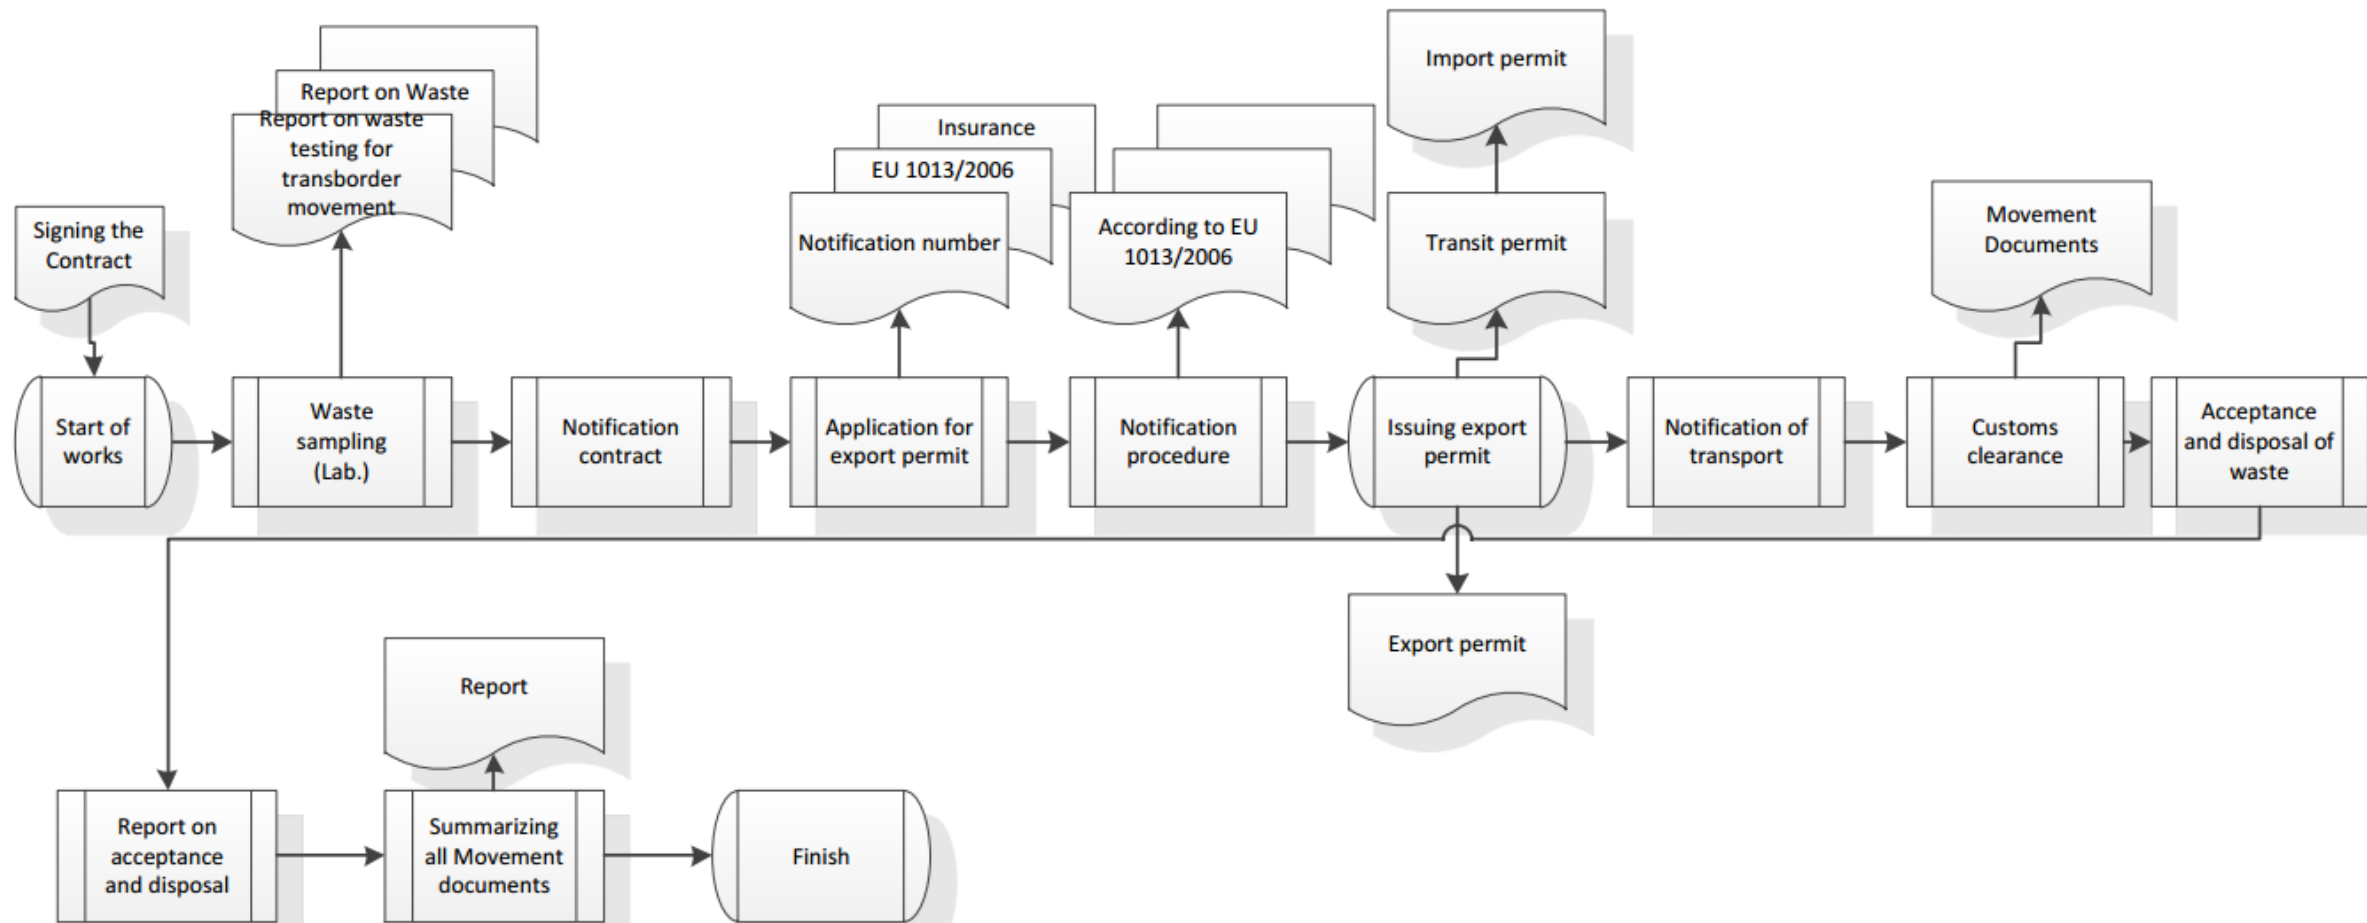 Import permit
Report on Waste
Report on waste
testing for
transborder
movement
Insurance
EU 1013/2006
Notification number
According to EU
1013/2006
Transit permit
Movement
Documents
Signing the
Contract
Start of
works
Waste
sampling
(Lab.)
Notification
contract
Application for
export permit
Notification
procedure
Issuing export
permit
Notification of
transport
Customs
clearance
Acceptance
and disposal of
waste
Export permit
Report
Report on
acceptance
and disposal
Summarizing
all Movement
documents
Finish